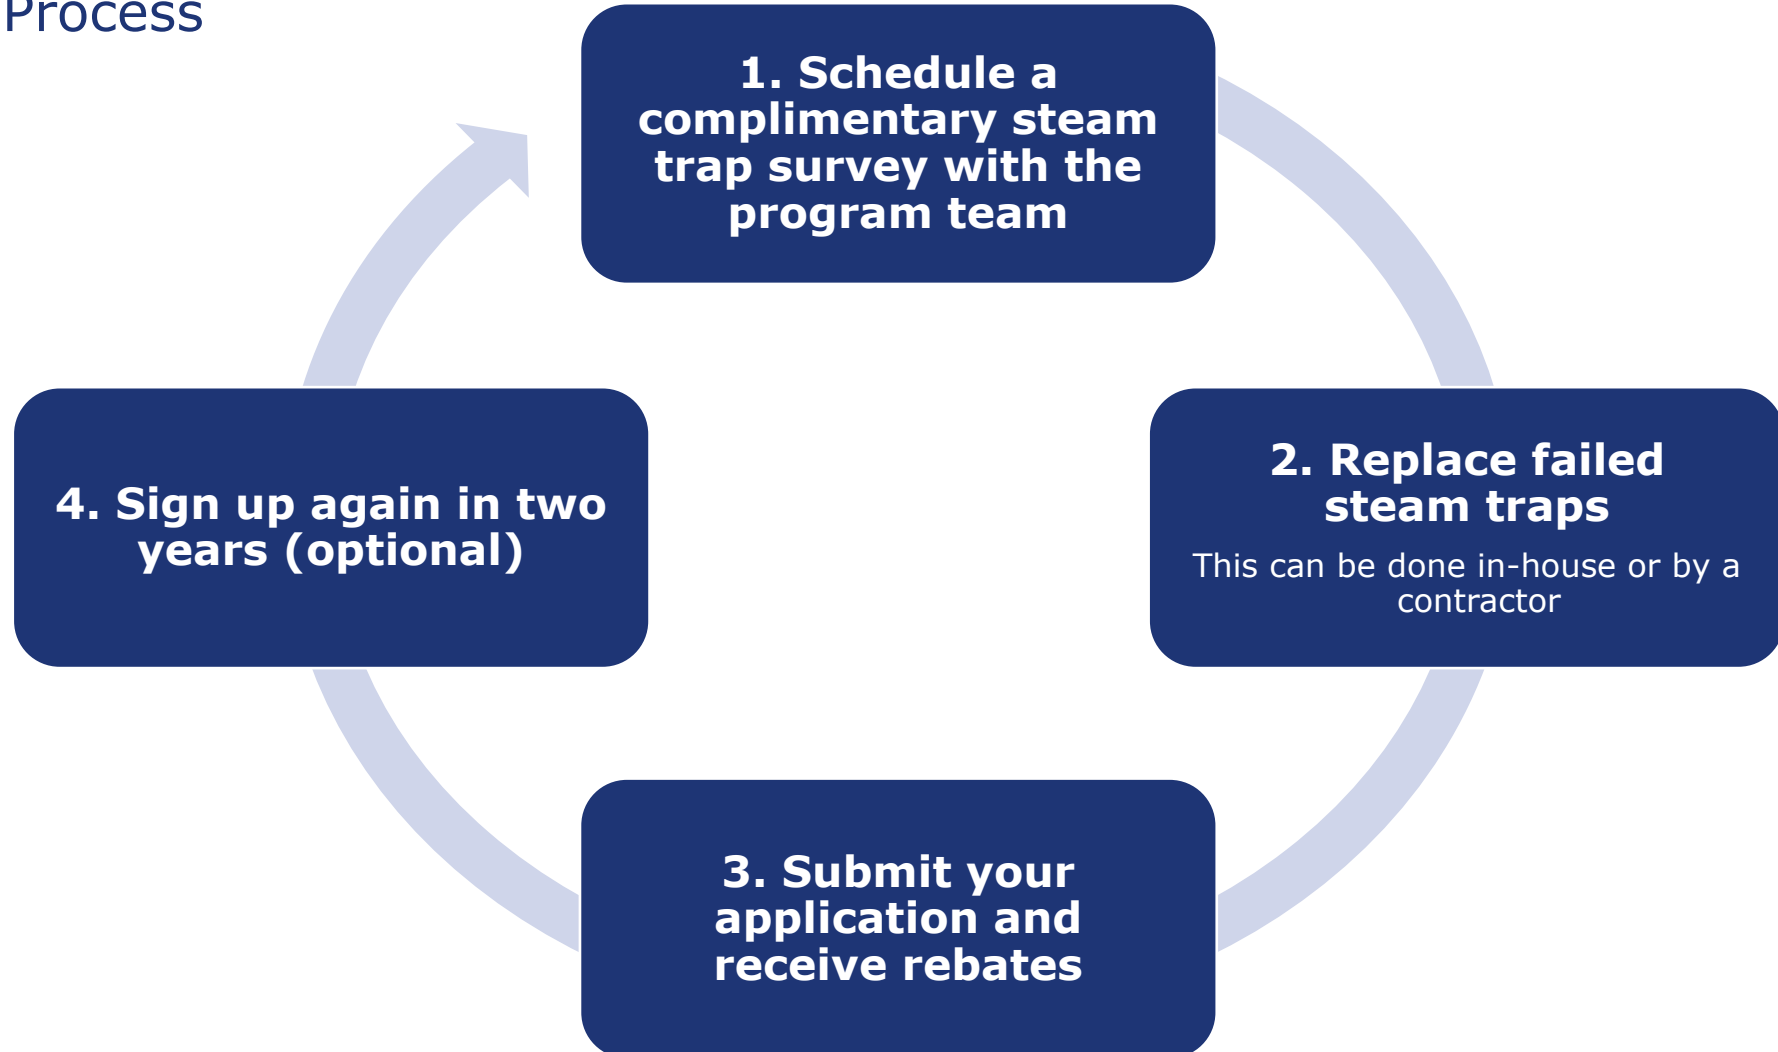 Process
1. Schedule a
complimentary steam
trap survey with the
program team
2. Replace failed
steam traps
This can be done in-house or by a
contractor
3. Submit your
application and
receive rebates
4. Sign up again in two
years (optional)